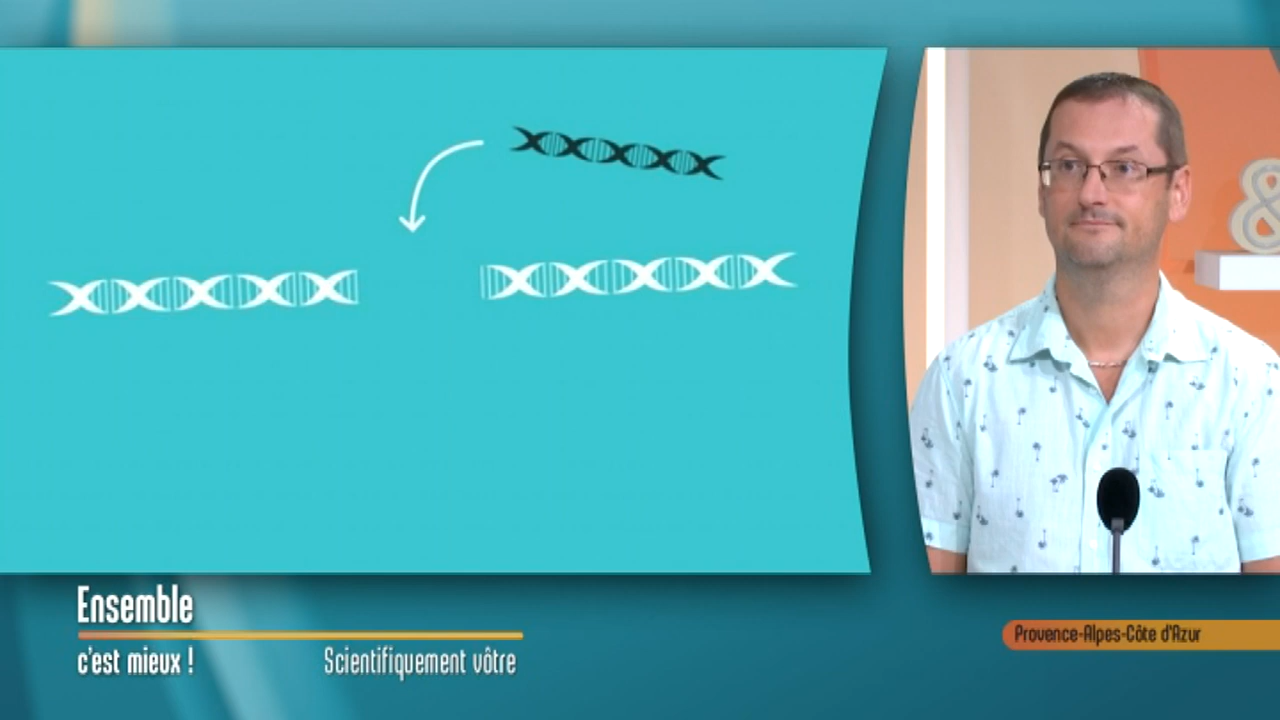 &
Ensemble
c'est mieux !
Scientifiquement vôtre
Provence-Alpes-Côte d'Azur